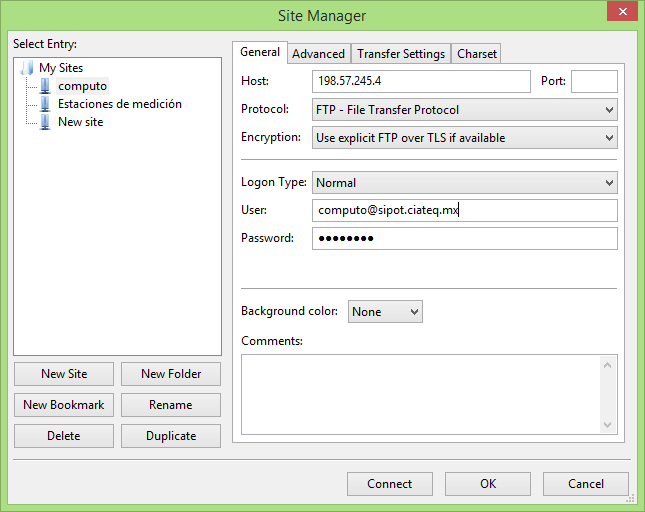 Site Manager
Select Entry:
My Sites
computo
Estaciones de medición
New site
New Site
New Folder
New Bookmark
Rename
Delete
Duplicate
General
Advanced
Transfer Settings
Charset
Host:
198.57.245.4
Port:
Protocol:
FTP - File Transfer Protocol
Encryption:
Use explicit FTP over TLS if available
Logon Type:
Normal
User:
computo@sipot.ciateq.mx
Password:
●●●●●●●●
Background color:
None
Comments:
Connect
OK
Cancel